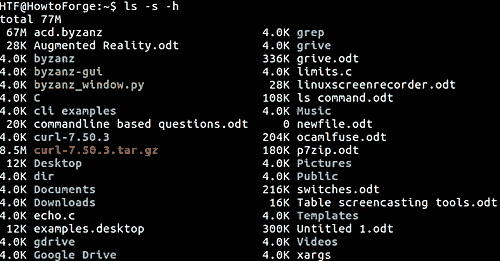 HTF@HowtoForge:~$ ls -s -h
total 77M
67M acd.byzanz 4.0K grep
28K Augmented Reality.odt 4.0K grive
4.0K byzanz 336K grive.odt
4.0K byzanz-gui 4.0K limits.c
4.0K byzanz_window.py 28K linuxscreenrecorder.odt
4.0K C 108K ls command.odt
4.0K cli examples 4.0K Music
20K commandline based questions.odt 0 newfile.odt
4.0K curl-7.50.3 204K ocamlfuse.odt
8.5M curl-7.50.3.tar.gz 180K p7zip.odt
12K Desktop 4.0K Pictures
4.0K dir 4.0K Public
4.0K Documents 216K switches.odt
4.0K Downloads 16K Table screencasting tools.odt
4.0K echo.c 4.0K Templates
12K examples.desktop 300K Untitled 1.odt
4.0K gdrive 4.0K Videos
4.0K Google Drive 4.0K xargs